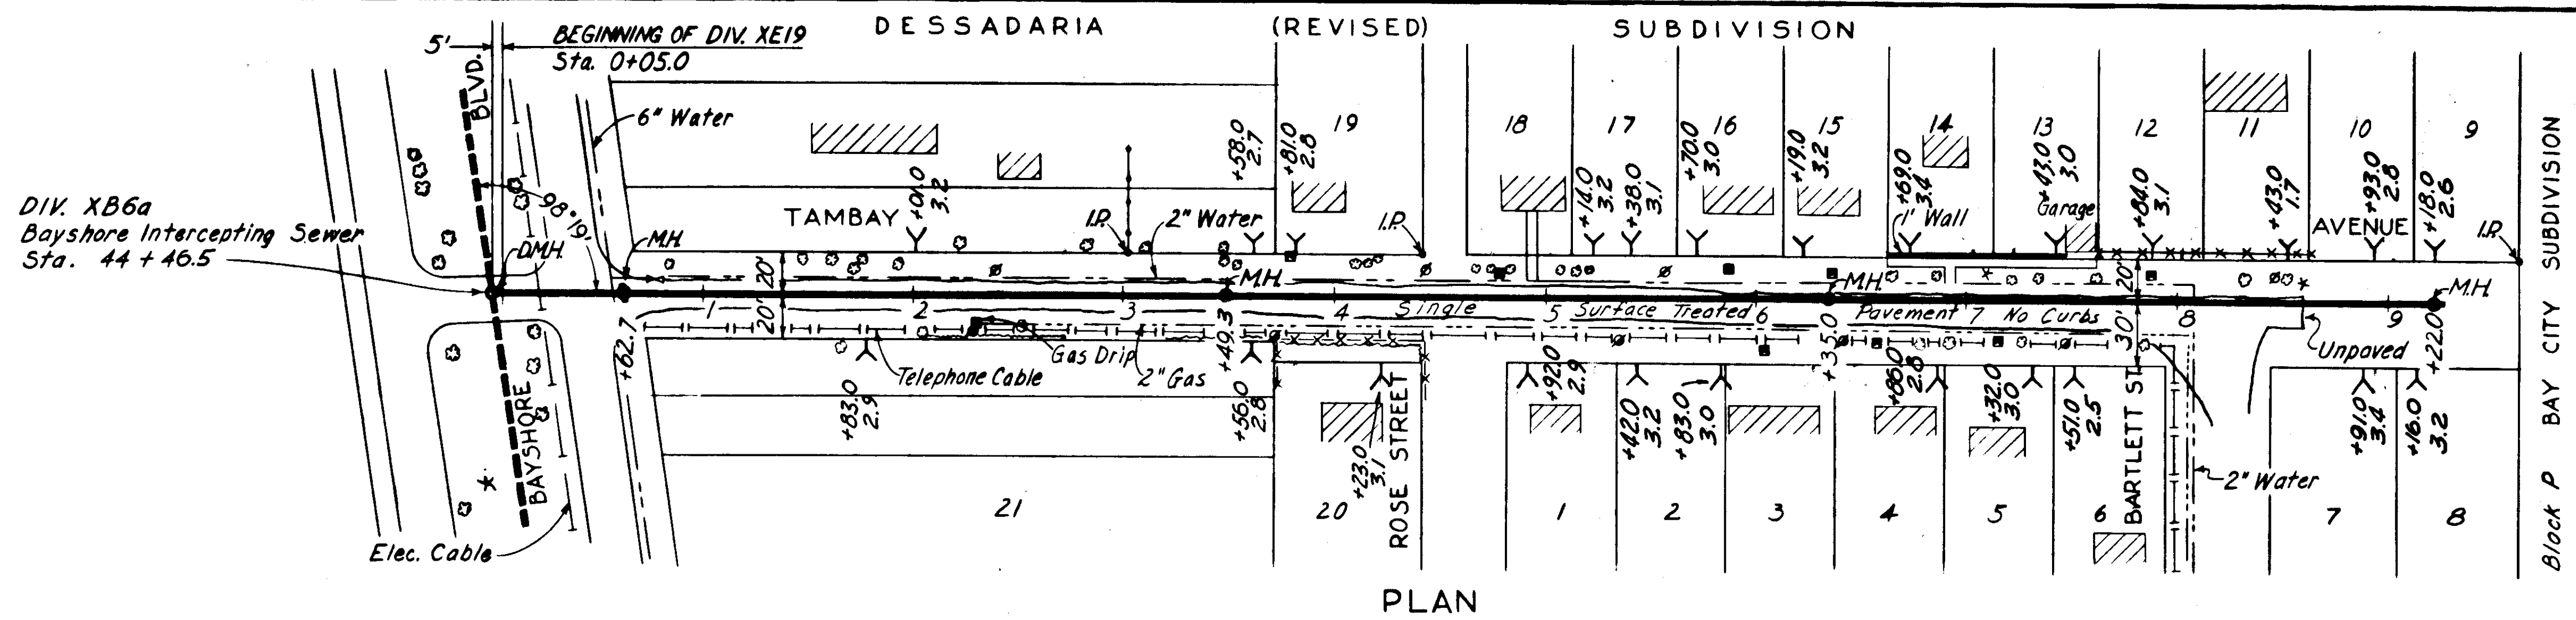 DESSADARIA (REVISED) SUBDIVISION
5'
BEGINNING OF DIV. XE19
Sta. 0+05.0
BLVD.
6" Water
DIV. XB6a
Bayshore Intercepting Sewer
Sta. 44 + 46.5
D.M.H.
98°19'
M.H.
TAMBAY
+01.0
3.2
I.P.
2" Water
+58.0
2.7
+81.0
2.8
19
I.P.
18
17
16
15
14
13
12
11
10
9
+14.0
3.2
+38.0
3.1
+70.0
3.0
+19.0
3.2
+69.0
3.4
1' Wall
+43.0
3.0
Garage
+84.0
3.1
+43.0
1.7
AVENUE
+93.0
2.8
+18.0
2.6
I.P.
20'
20'
M.H.
M.H.
20'
30'
M.H.
1
2
3
4
5
6
7
8
9
Single Surface Treated Pavement No Curbs
+62.7
+49.3
+35.0
+22.0
Gas Drip
2" Gas
Telephone Cable
Unpaved
+83.0
2.9
+56.0
2.8
+23.0
3.1
+92.0
2.9
+42.0
3.2
+83.0
3.0
+86.0
2.8
+32.0
3.0
+51.0
2.5
+91.0
3.4
+16.0
3.2
BAYSHORE
Elec. Cable
21
20
ROSE STREET
1
2
3
4
5
6
BARTLETT ST
2" Water
7
8
Block P BAY CITY SUBDIVISION
PLAN